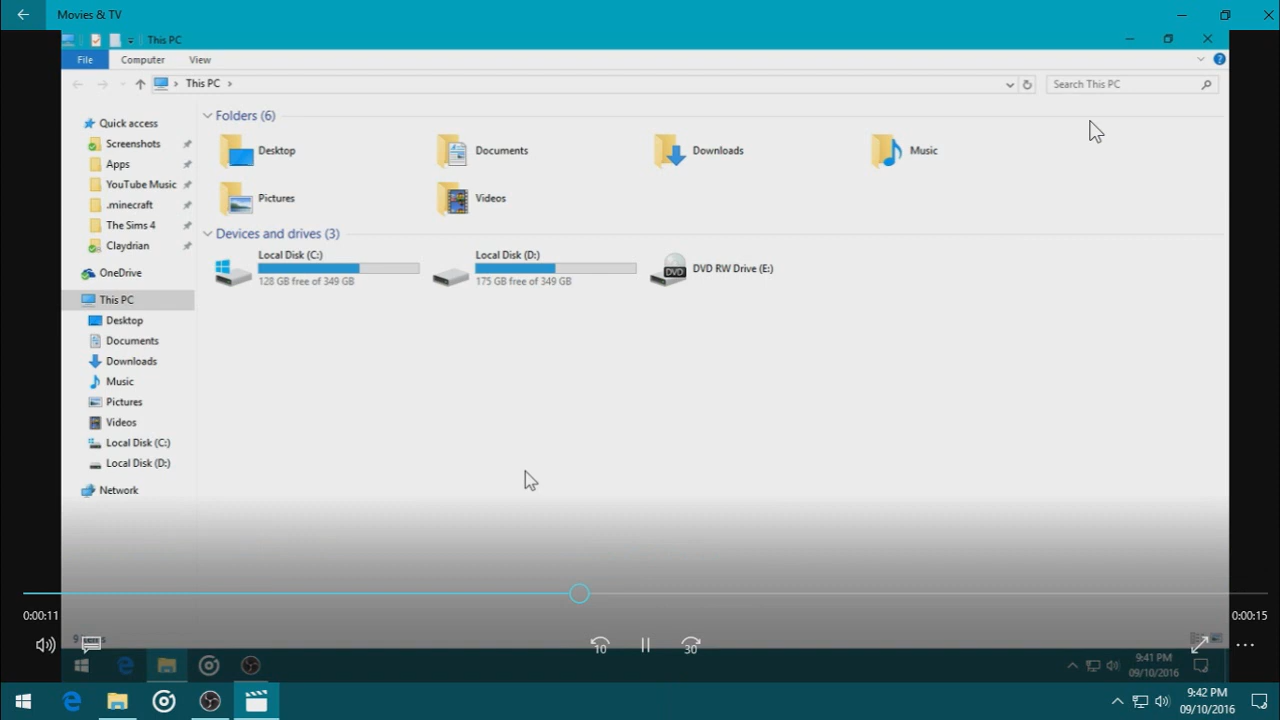 Movies & TV
This PC
File Computer View
This PC
Search This PC
Folders (6)
Desktop Documents Downloads Music
Pictures Videos
Devices and drives (3)
Local Disk (C:)
128 GB free of 349 GB
Local Disk (D:)
175 GB free of 349 GB
DVD
DVD RW Drive (E:)
Quick access
Screenshots
Apps
YouTube Music
.minecraft
The Sims 4
Claydrian
OneDrive
This PC
Desktop
Documents
Downloads
Music
Pictures
Videos
Local Disk (C:)
Local Disk (D:)
Network
0:00:11
0:00:15
10
30
9:41 PM
09/10/2016
9:42 PM
09/10/2016